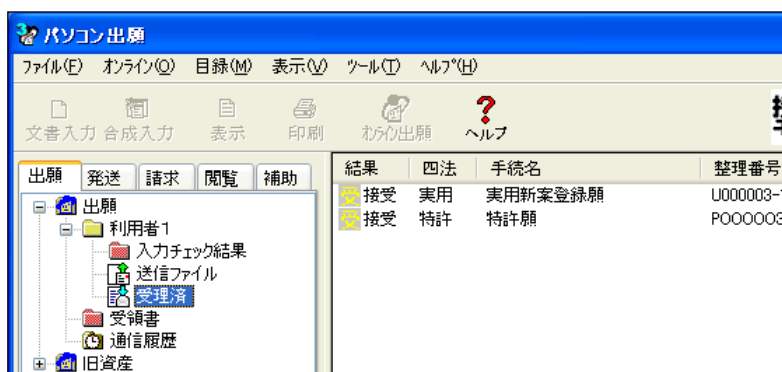 パソコン出願
ファイル(F) オンライン(O) 目録(M) 表示(V) ツール(T) ヘルプ(H)
文書入力 合成入力 表示 印刷 オンライン出願 ヘルプ
出願 発送 請求 閲覧 補助
出願
利用者1
入力チェック結果
送信ファイル
受理済
受領書
通信履歴
旧資産
結果 四法 手続名 整理番号
受 接受 実用 実用新案登録願 U000003-
受 接受 特許 特許願 P000003